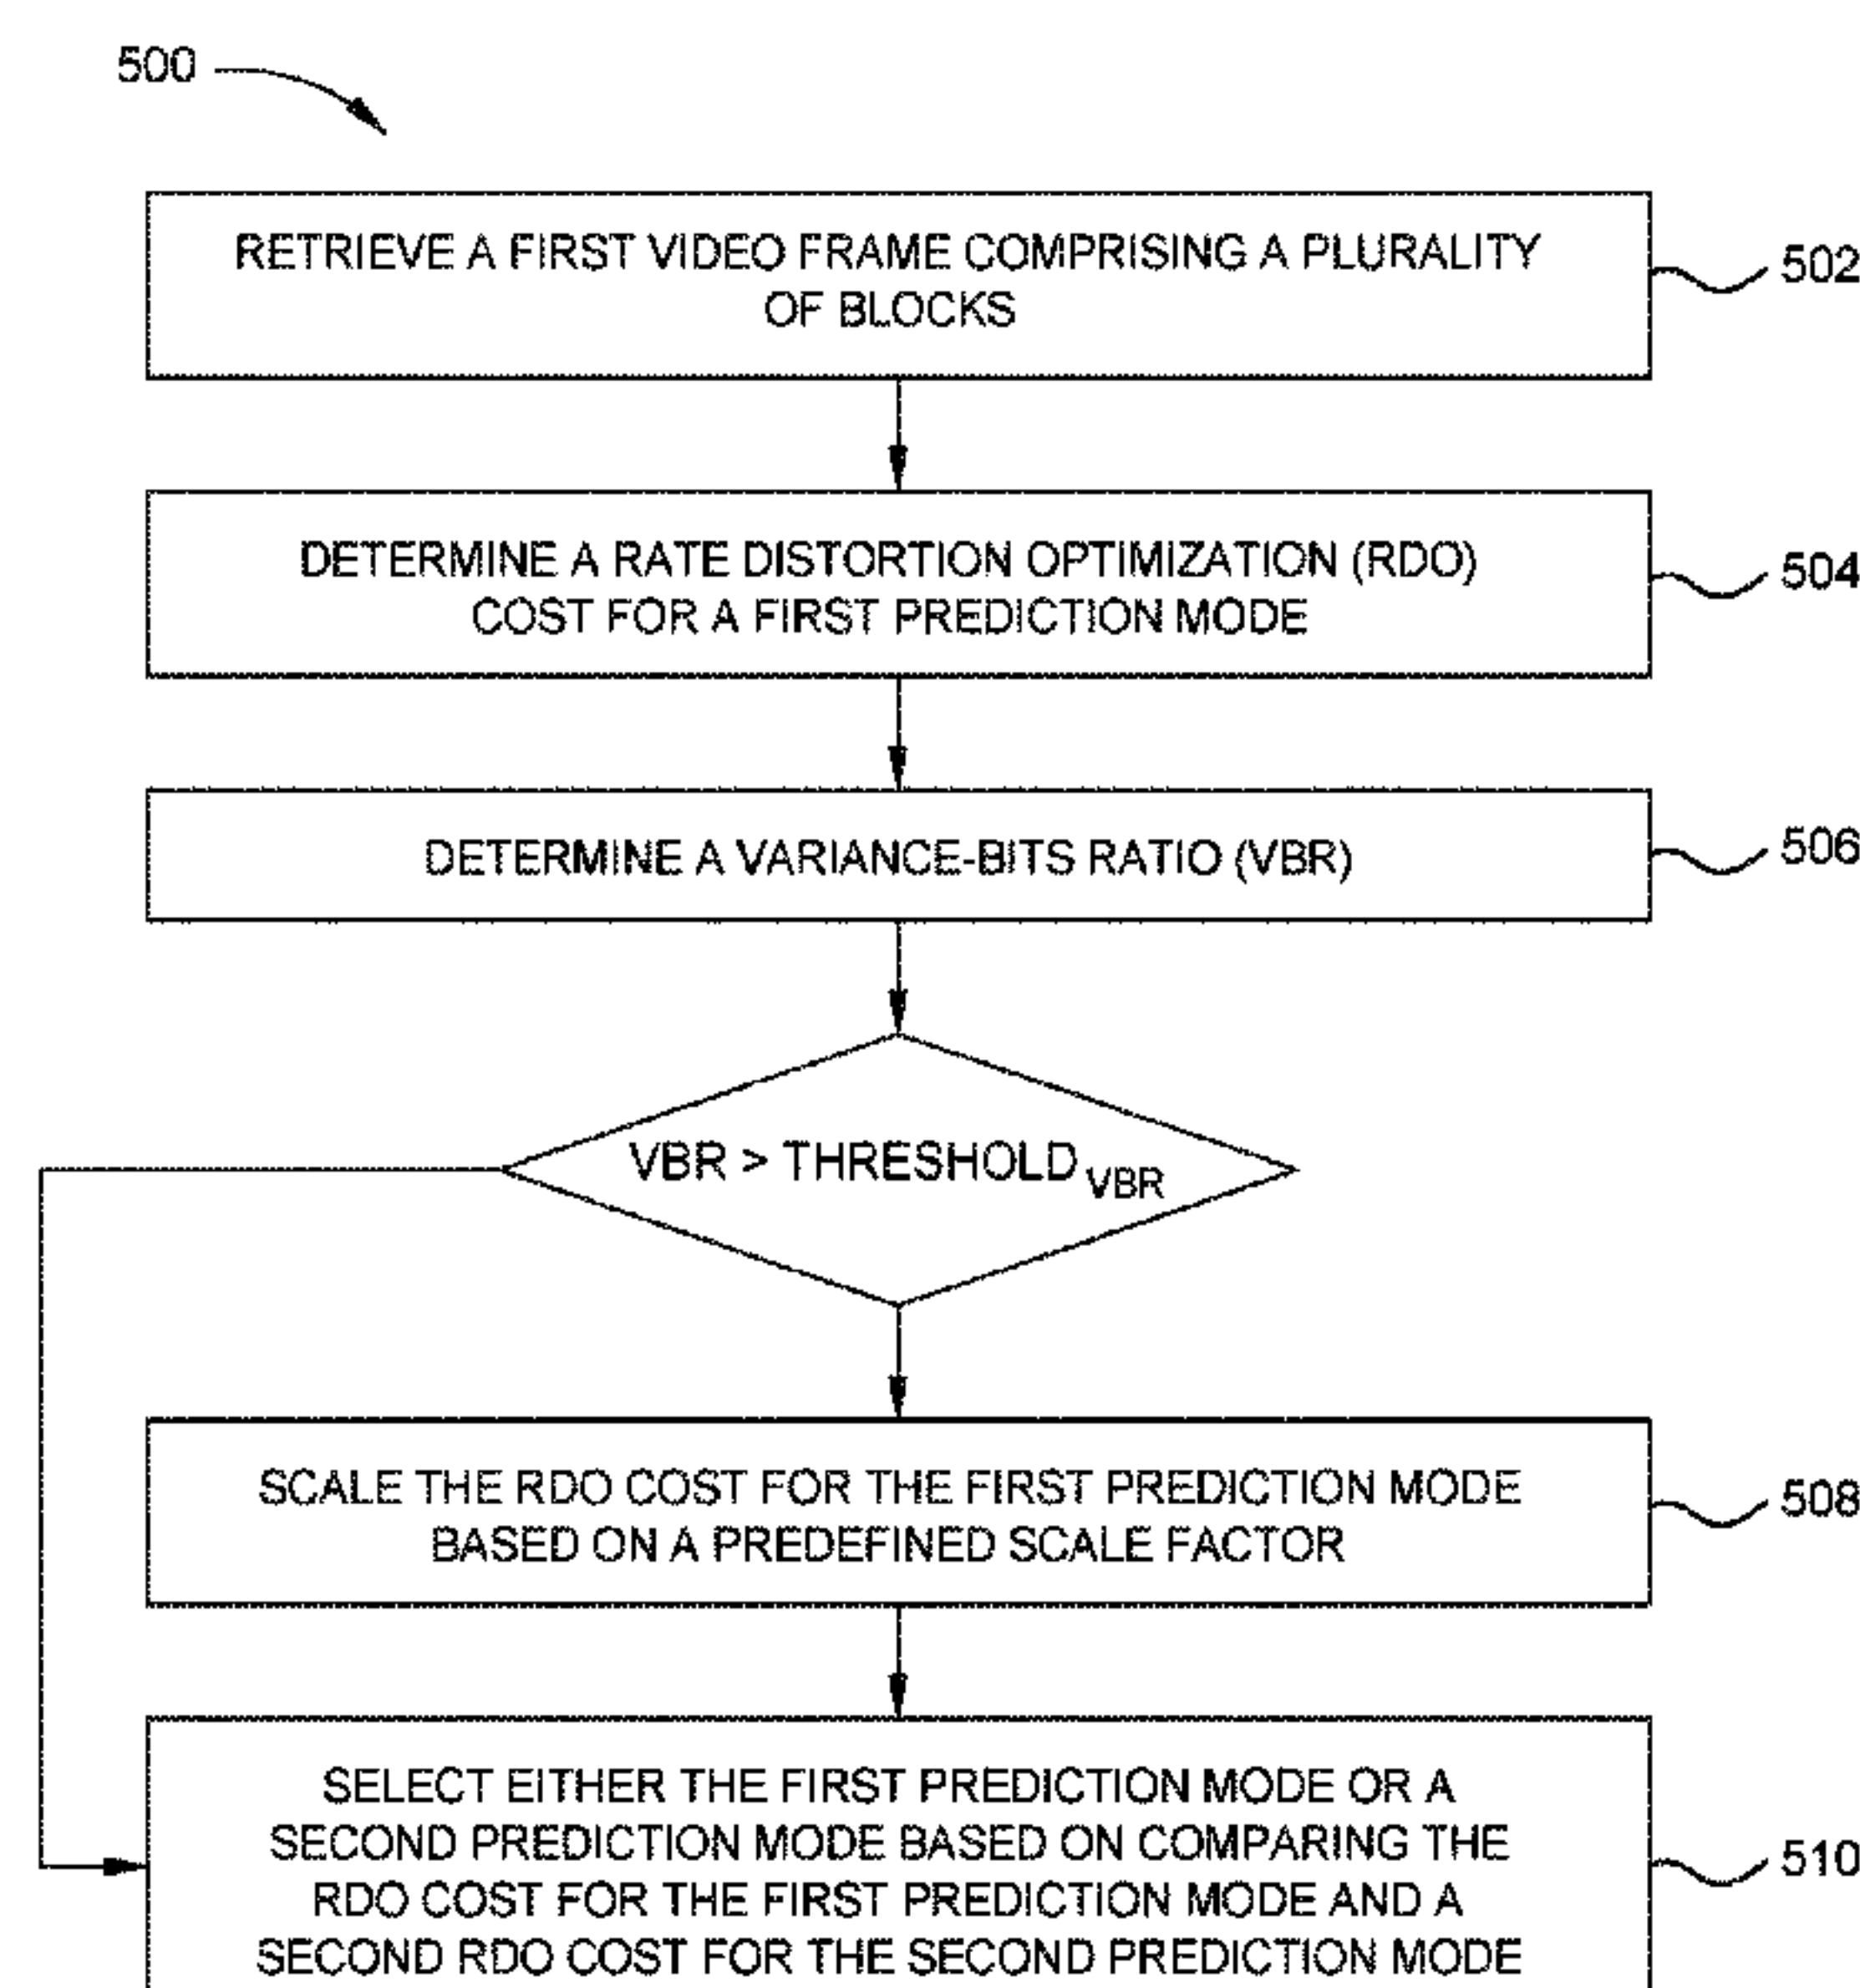 500
RETRIEVE A FIRST VIDEO FRAME COMPRISING A PLURALITY
OF BLOCKS
502
DETERMINE A RATE DISTORTION OPTIMIZATION (RDO)
COST FOR A FIRST PREDICTION MODE
504
DETERMINE A VARIANCE-BITS RATIO (VBR)
506
VBR > THRESHOLD VBR
SCALE THE RDO COST FOR THE FIRST PREDICTION MODE
BASED ON A PREDEFINED SCALE FACTOR
508
SELECT EITHER THE FIRST PREDICTION MODE OR A
SECOND PREDICTION MODE BASED ON COMPARING THE
RDO COST FOR THE FIRST PREDICTION MODE AND A
SECOND RDO COST FOR THE SECOND PREDICTION MODE
510